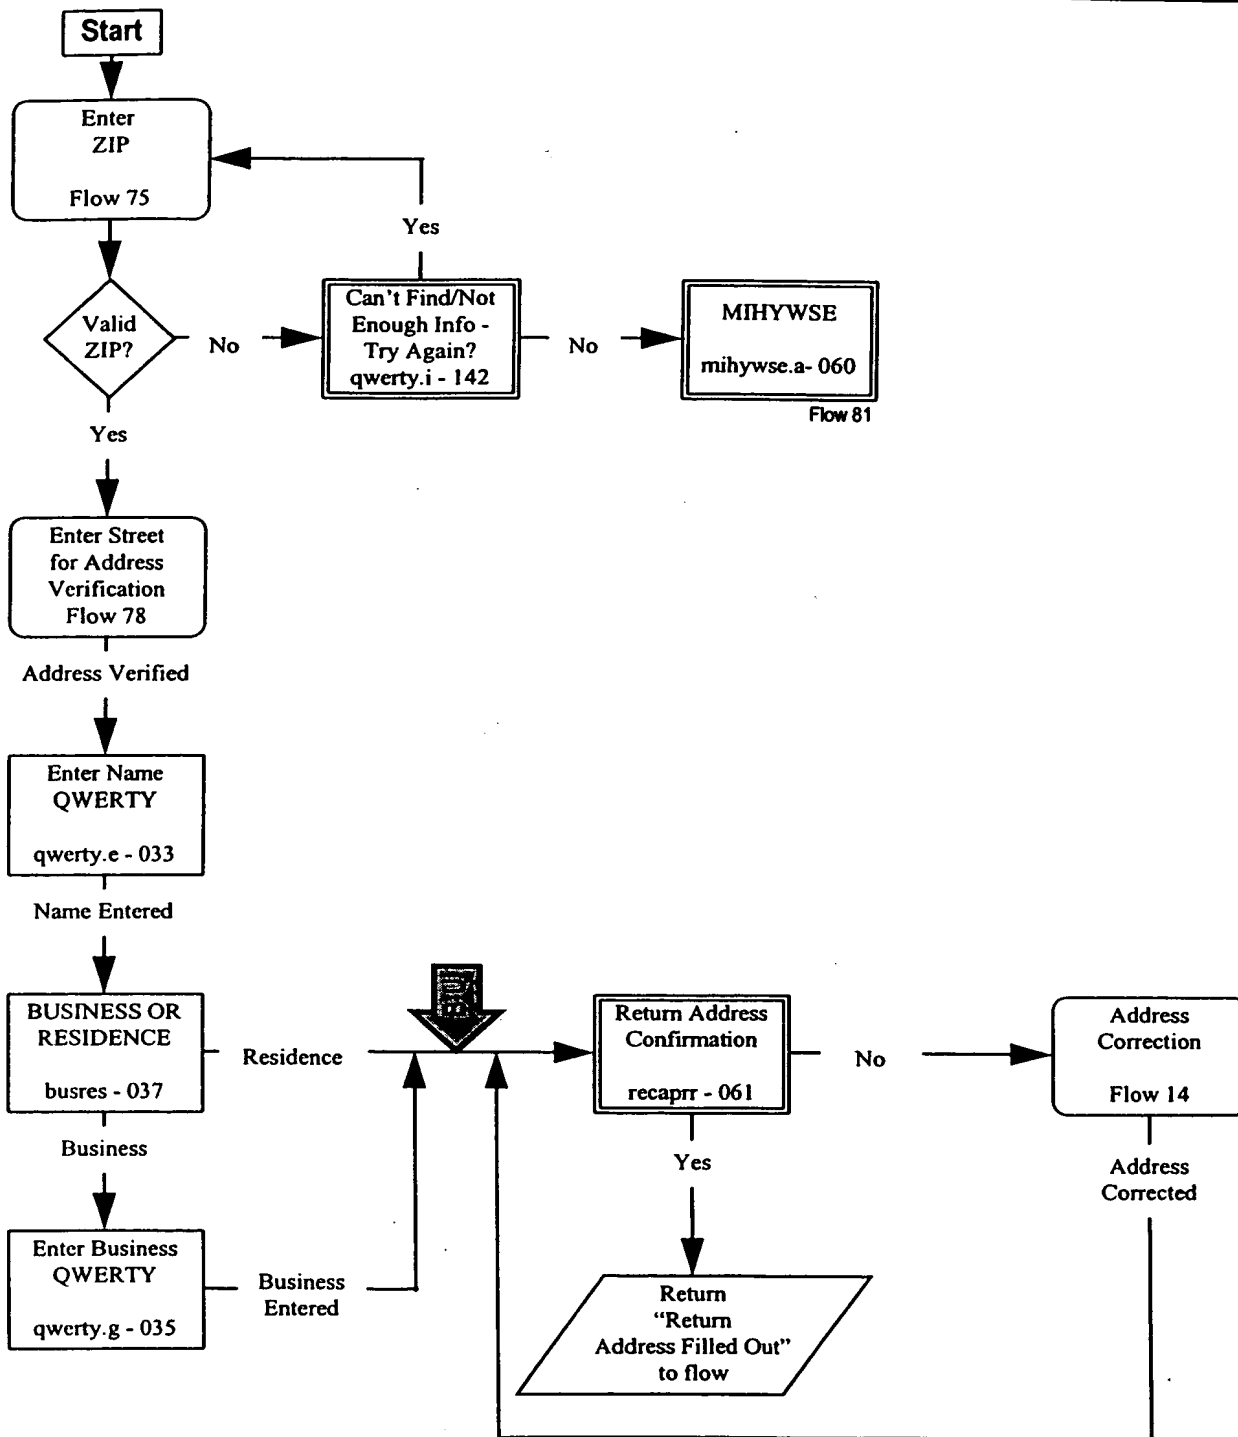 Start
Enter
ZIP
Flow 75
Yes
Valid
ZIP?
No
Can't Find/Not
Enough Info -
Try Again?
qwerty.i - 142
No
MIHYWSE
mihywse.a- 060
Flow 81
Yes
Enter Street
for Address
Verification
Flow 78
Address Verified
Enter Name
QWERTY
qwerty.e - 033
Name Entered
BUSINESS OR
RESIDENCE
busres - 037
Residence
Return Address
Confirmation
recaprr - 061
No
Address
Correction
Flow 14
Business
Yes
Address
Corrected
Enter Business
QWERTY
qwerty.g - 035
Business
Entered
Return
“Return
Address Filled Out”
to flow